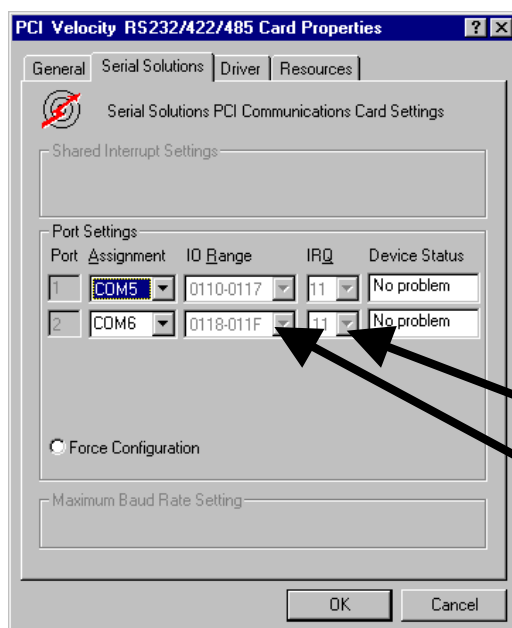 PCI Velocity RS232/422/485 Card Properties
General Serial Solutions Driver Resources
Serial Solutions PCI Communications Card Settings
Shared Interrupt Settings
Port Settings
Port Assignment IO Range IRQ Device Status
1 COM5 0110-0117 11 No problem
2 COM6 0118-011F 11 No problem
Force Configuration
Maximum Baud Rate Setting
OK Cancel